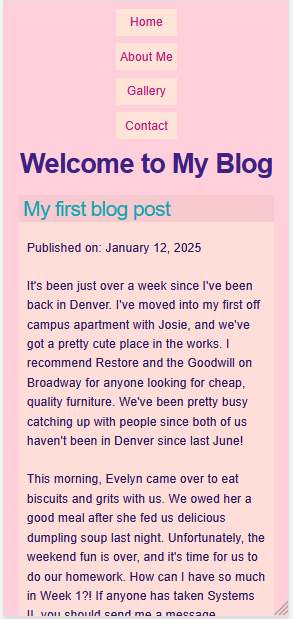 Home
About Me
Gallery
Contact
Welcome to My Blog
My first blog post
Published on: January 12, 2025
It's been just over a week since I've been
back in Denver. I've moved into my first off
campus apartment with Josie, and we've
got a pretty cute place in the works. I
recommend Restore and the Goodwill on
Broadway for anyone looking for cheap,
quality furniture. We've been pretty busy
catching up with people since both of us
haven't been in Denver since last June!
This morning, Evelyn came over to eat
biscuits and grits with us. We owed her a
good meal after she fed us delicious
dumpling soup last night. Unfortunately, the
weekend fun is over, and it's time for us to
do our homework. How can I have so much
in Week 1?! If anyone has taken Systems
II, you should send me a message